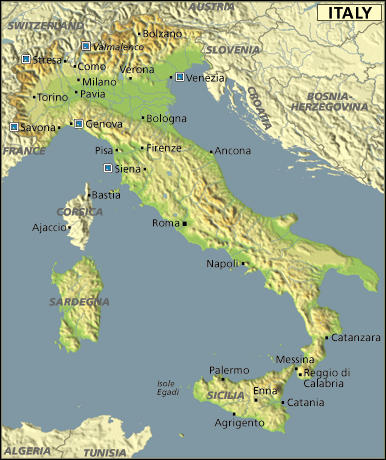 AUSTRIA
ITALY
SWITZERLAND
Bolzano
Valmalenco
SLOVENIA
Stresa
Como
Verona
Venezia
Milano
Pavia
Torino
CROATIA
BOSNIA-
HERZEGOVINA
Savona
Genova
Bologna
FRANCE
Pisa
Firenze
Ancona
Siena
Bastia
CORSICA
Ajaccio
Roma
Napoli
SARDEGNA
Catanzara
Messina
Reggio di
Calabria
Palermo
Isole
Egadi
Enna
SICILIA
Catania
Agrigento
ALGERIA
TUNISIA